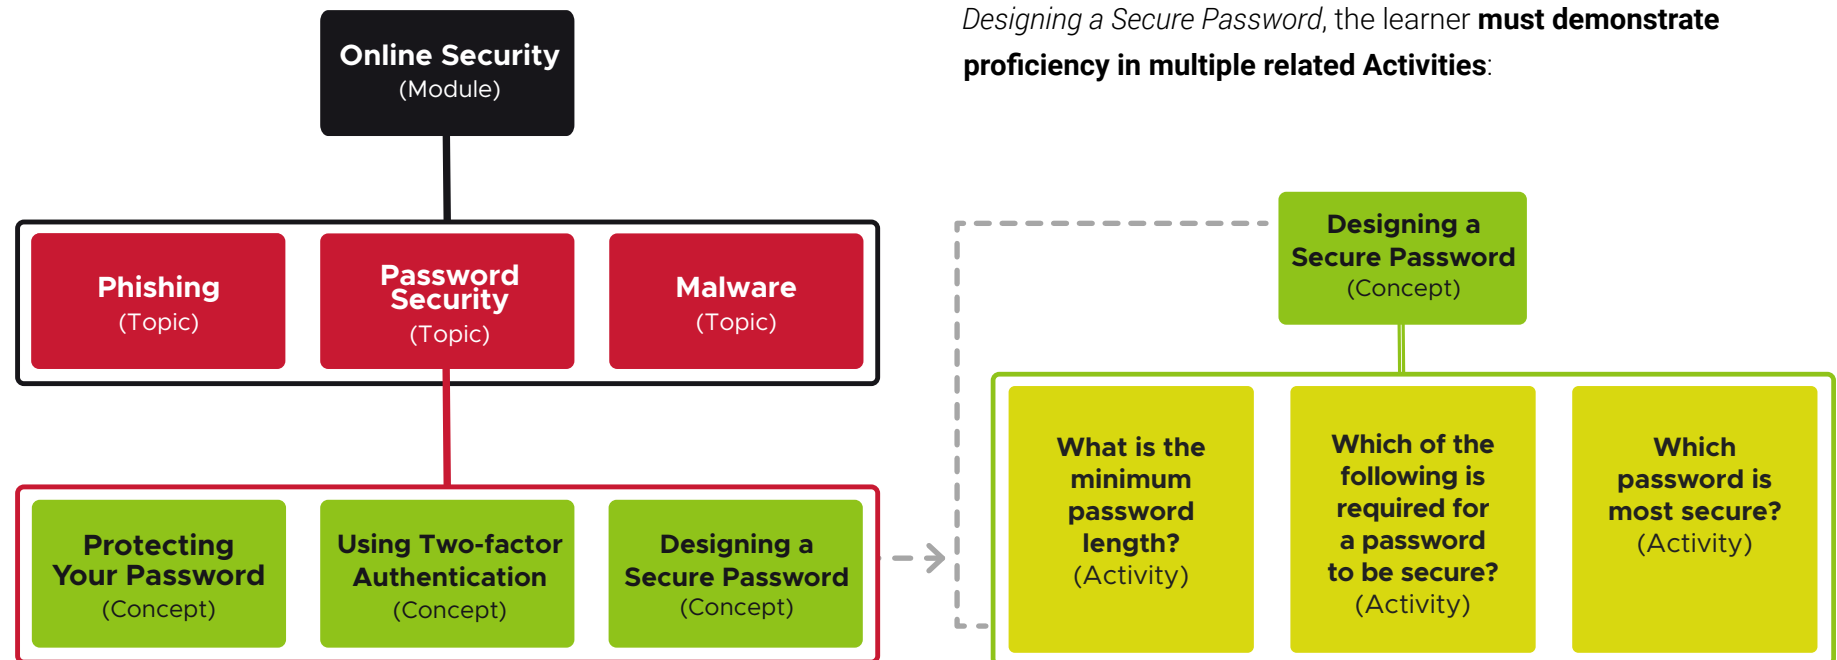 Designing a Secure Password, the learner must demonstrate
proficiency in multiple related Activities:
Online Security
(Module)
Phishing
(Topic)
Password
Security
(Topic)
Malware
(Topic)
Protecting
Your Password
(Concept)
Using Two-factor
Authentication
(Concept)
Designing a
Secure Password
(Concept)
Designing a
Secure Password
(Concept)
What is the
minimum
password
length?
(Activity)
Which of the
following is
required for
a password
to be secure?
(Activity)
Which
password is
most secure?
(Activity)